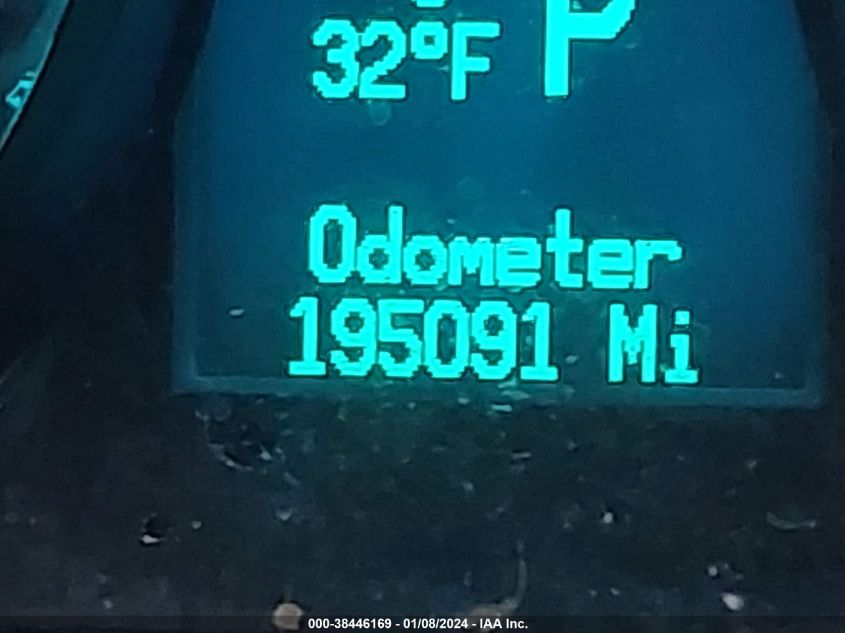 32°F P
Odometer
195091 Mi
000-38446169 - 01/08/2024 - IAA Inc.